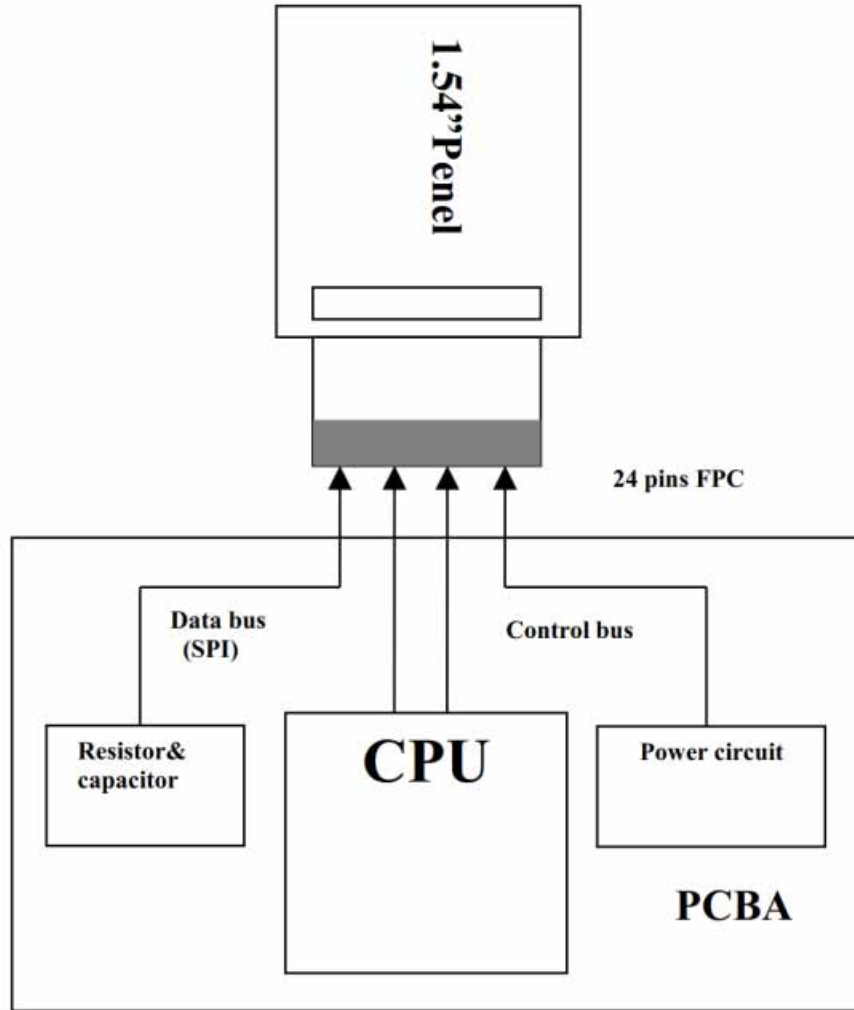 1.54”Penel
24 pins FPC
Data bus
(SPI)
Control bus
Resistor&
capacitor
CPU
Power circuit
PCBA